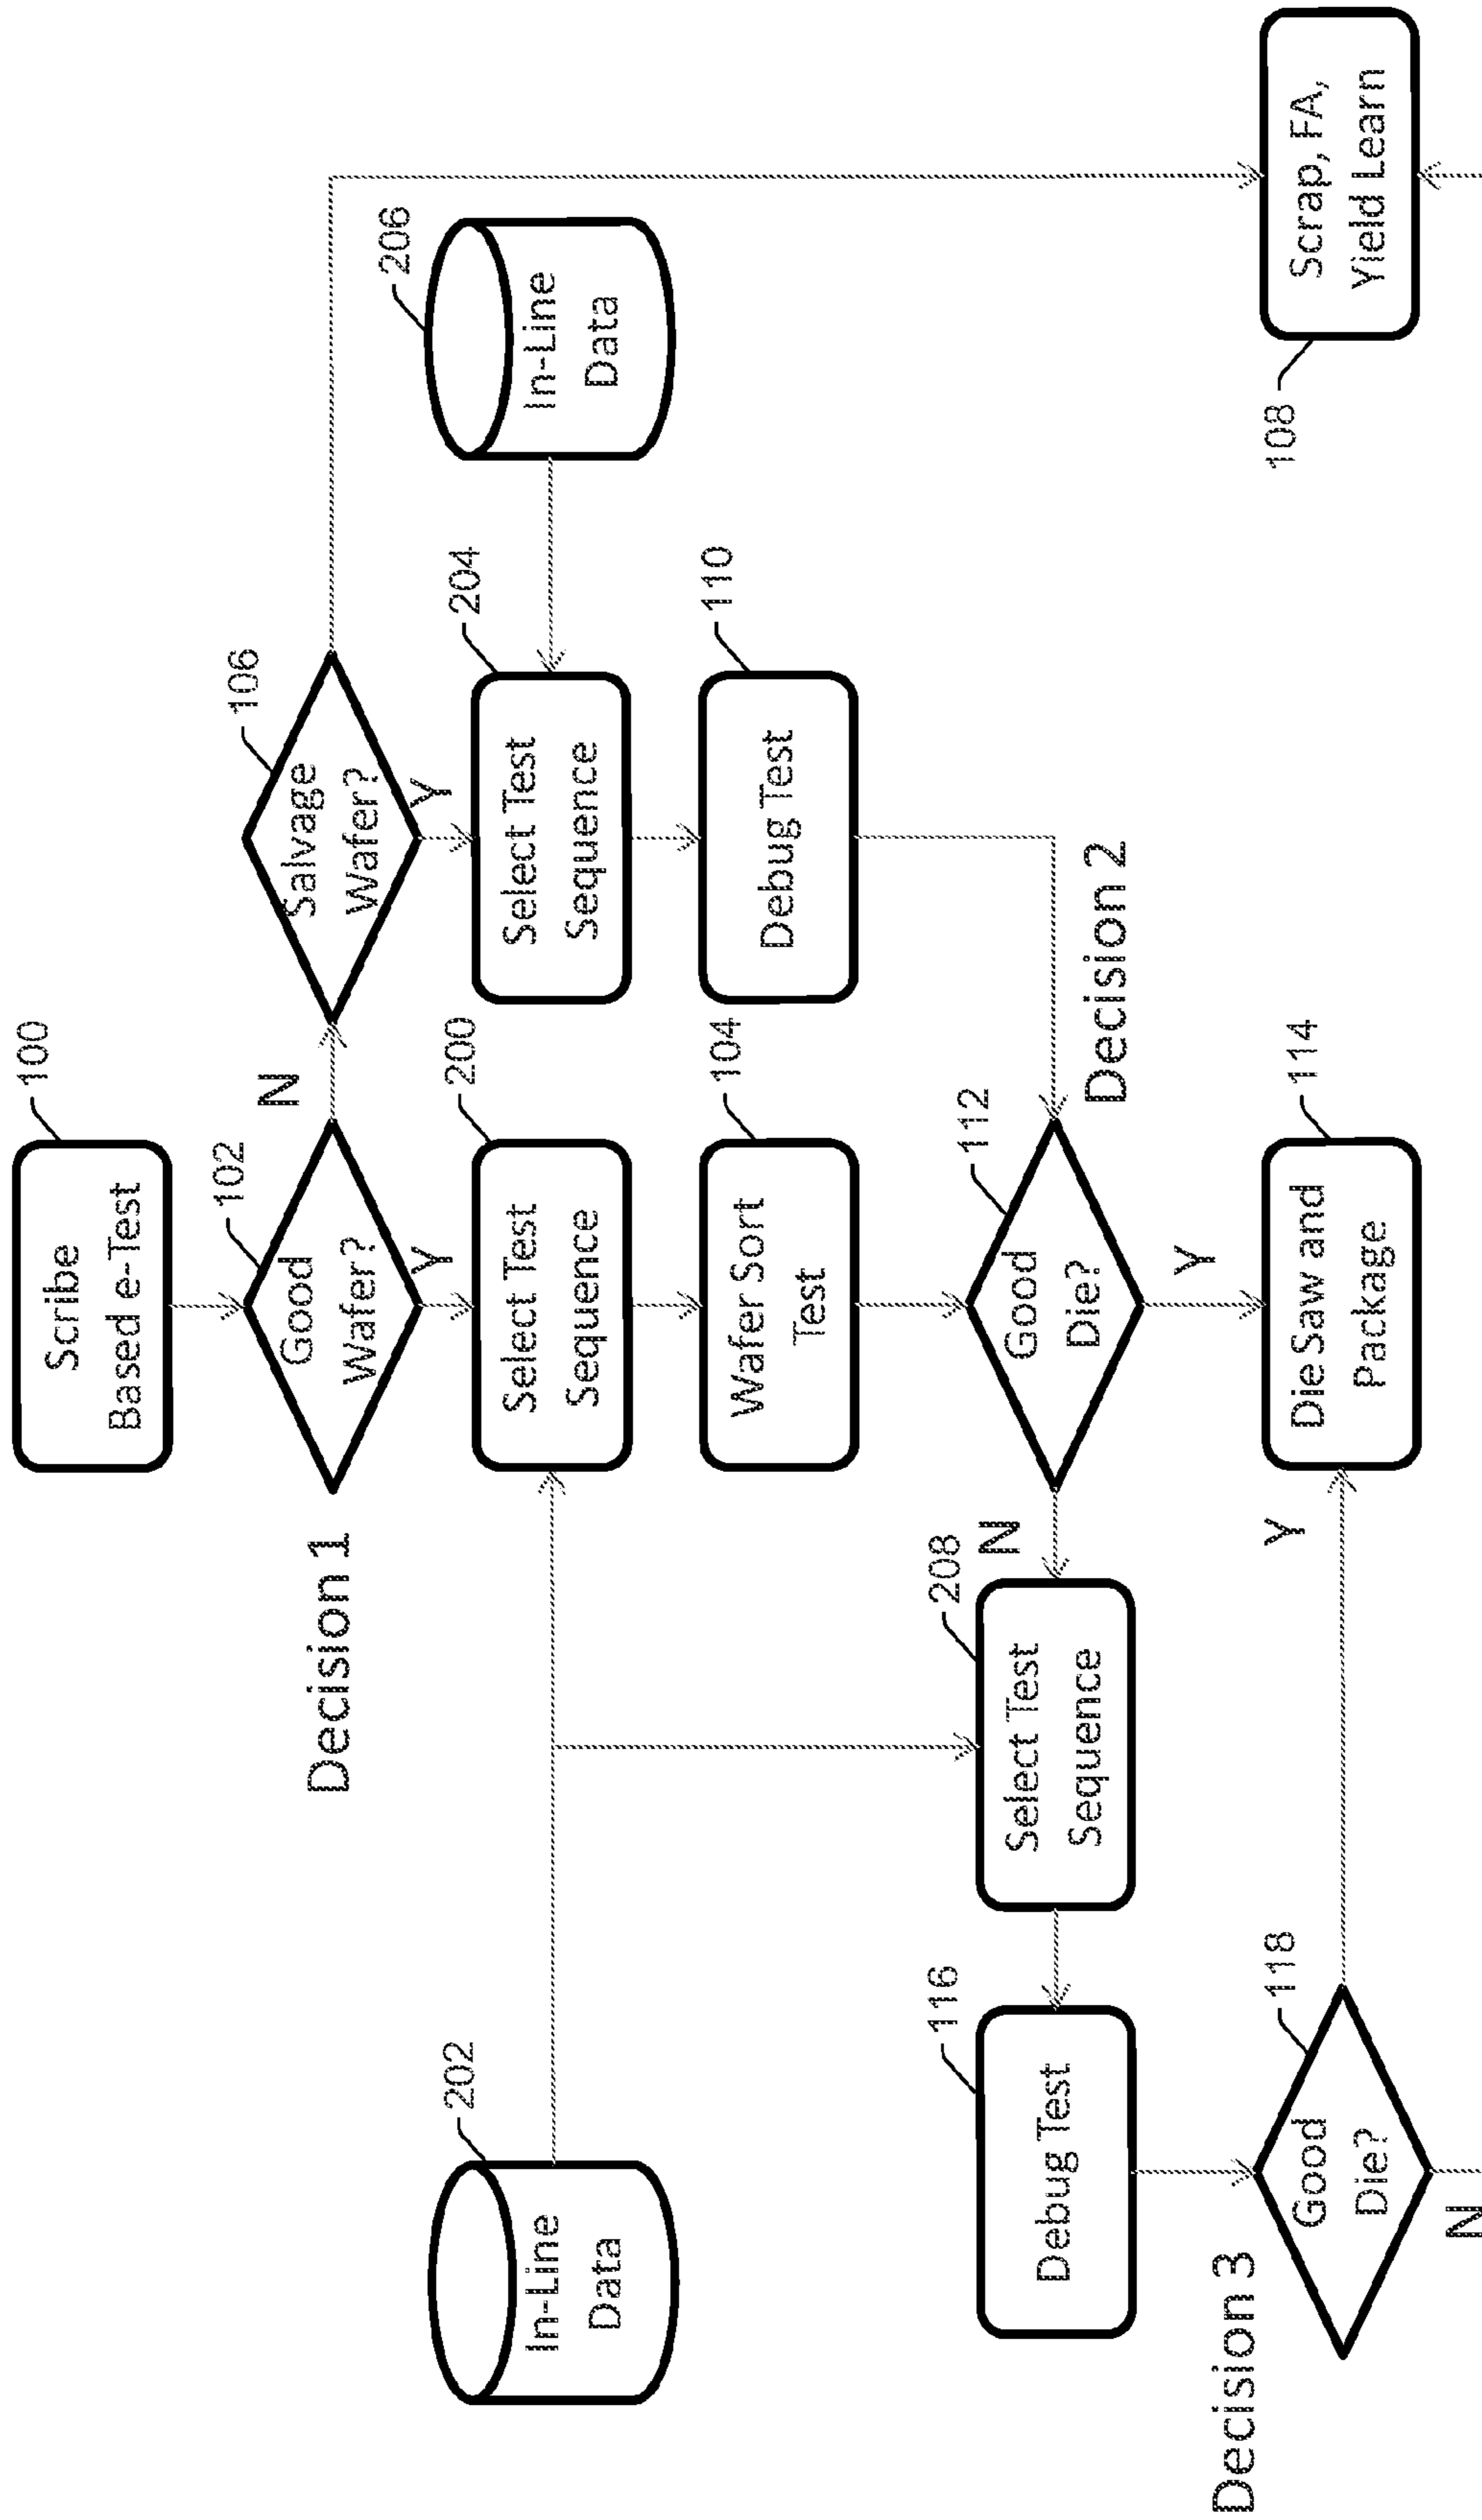 100
Scribe
Based e-Test
102
Good
Wafer?
Decision 1
N
Y
106
Salvage
Wafer?
Y
202
In-Line
Data
200
Select Test
Sequence
204
Select Test
Sequence
206
In-Line
Data
104
Wafer Sort
Test
110
Debug Test
112
Good
Die?
Decision 2
N
Y
208
Select Test
Sequence
116
Debug Test
Decision 3
118
Good
Die?
Y
N
114
Die Saw and
Package
108
Scrap, FA,
Yield Learn